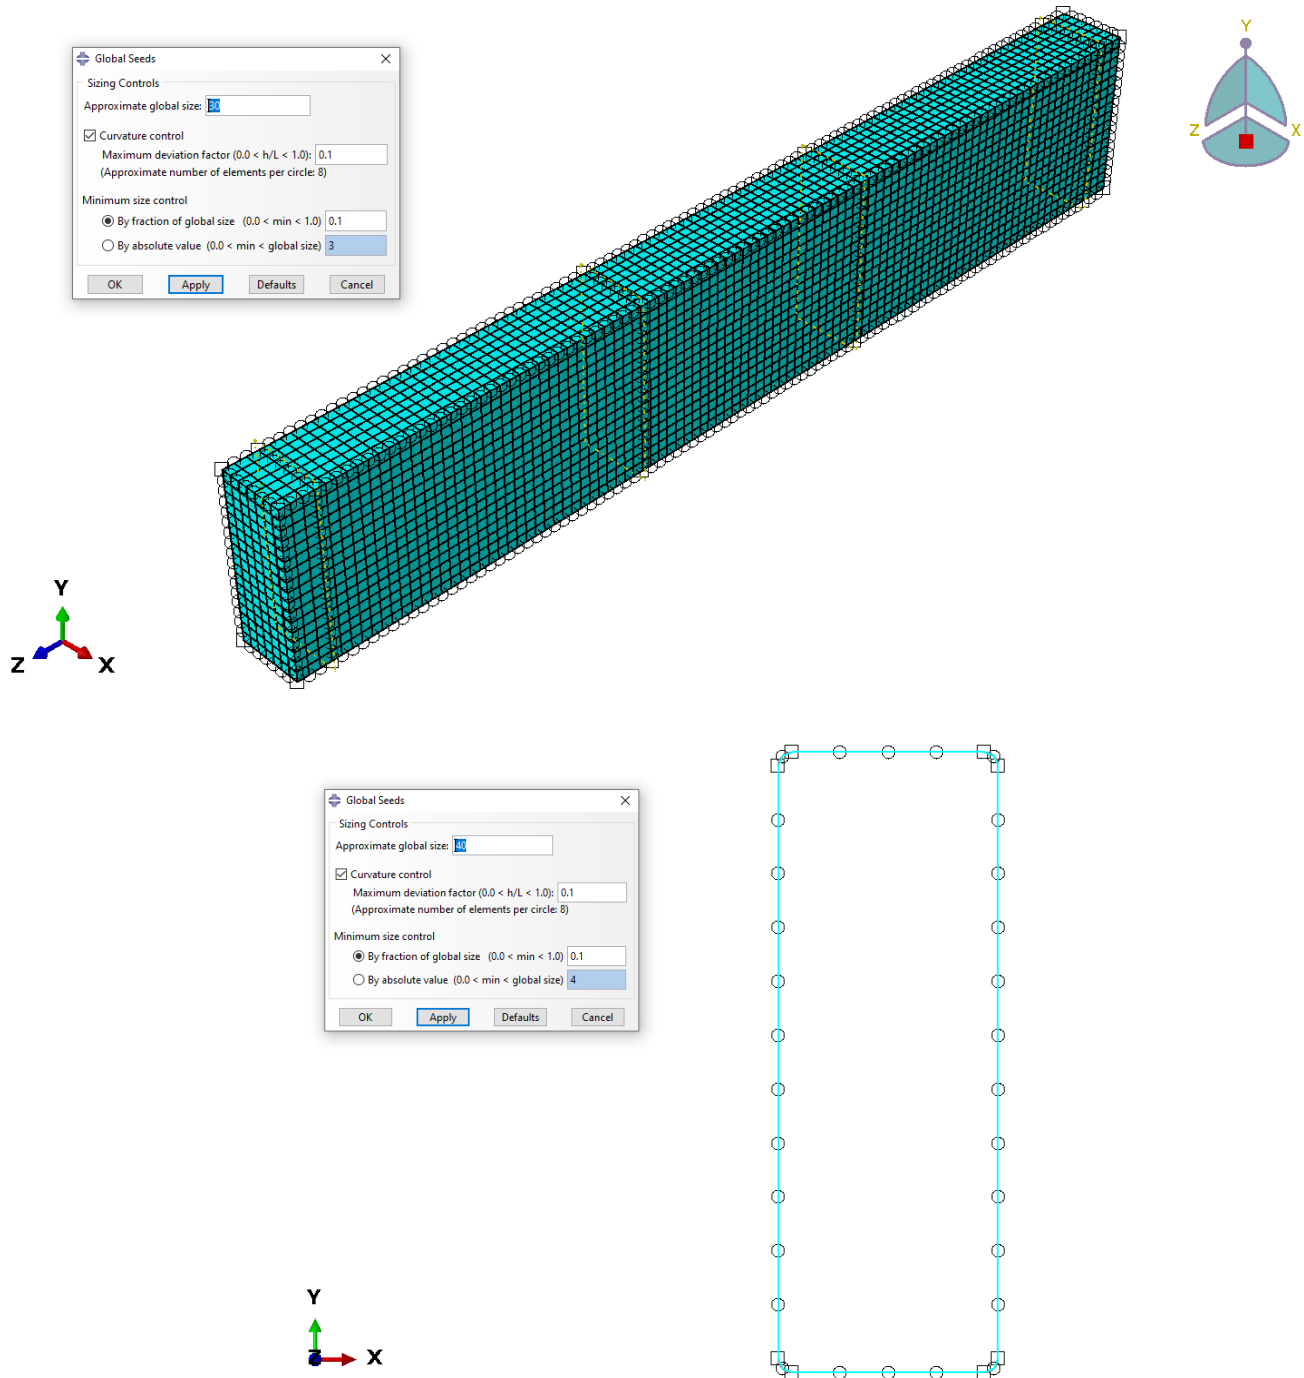 Global Seeds
Sizing Controls
Approximate global size: 30
Curvature control
Maximum deviation factor (0.0 < h/L < 1.0): 0.1
(Approximate number of elements per circle: 8)
Minimum size control
By fraction of global size (0.0 < min < 1.0) 0.1
By absolute value (0.0 < min < global size) 3
OK Apply Defaults Cancel
Y
Z X
Y
Z X
Global Seeds
Sizing Controls
Approximate global size: 40
Curvature control
Maximum deviation factor (0.0 < h/L < 1.0): 0.1
(Approximate number of elements per circle: 8)
Minimum size control
By fraction of global size (0.0 < min < 1.0) 0.1
By absolute value (0.0 < min < global size) 4
OK Apply Defaults Cancel
Y
Z X